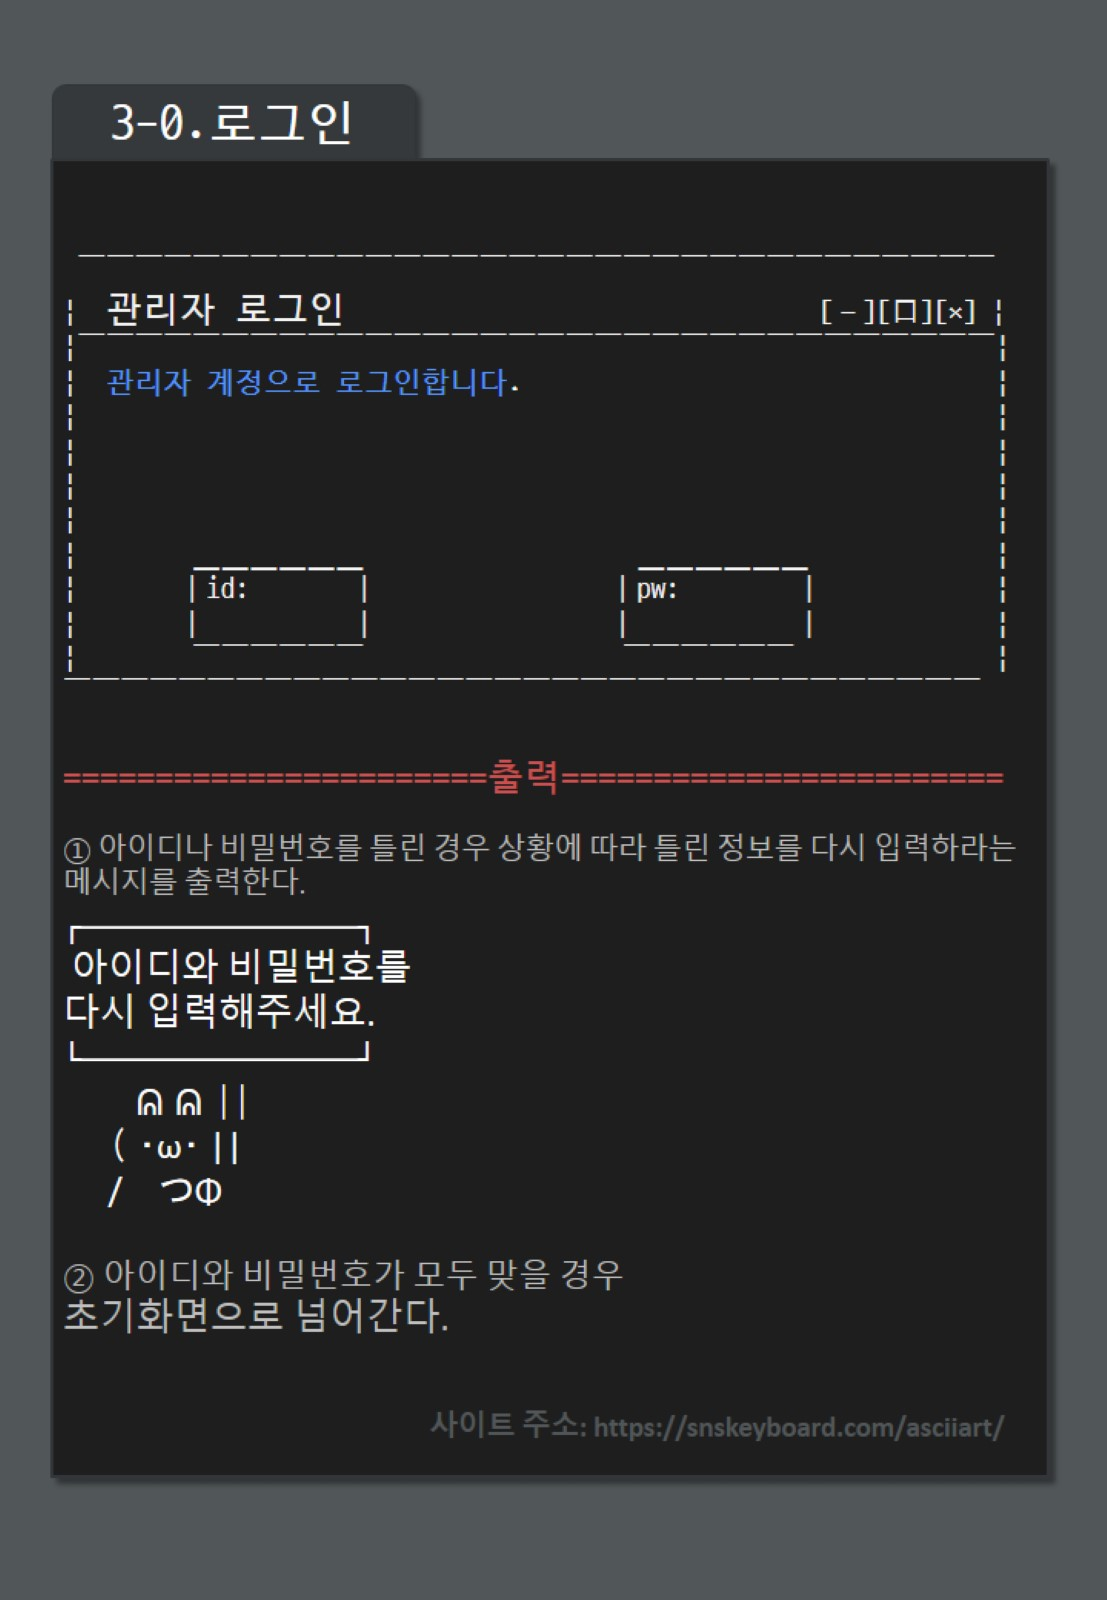 3-0.로그인
관리자 로그인 [－][口][×]
관리자 계정으로 로그인합니다.
id: pw:
=======================출력========================
① 아이디나 비밀번호를 틀린 경우 상황에 따라 틀린 정보를 다시 입력하라는
메시지를 출력한다.
아이디와 비밀번호를
다시 입력해주세요.
ᕱ ᕱ ||
( ･ω･ ||
/ つΦ
② 아이디와 비밀번호가 모두 맞을 경우
초기화면으로 넘어간다.
사이트 주소: https://snskeyboard.com/asciiart/